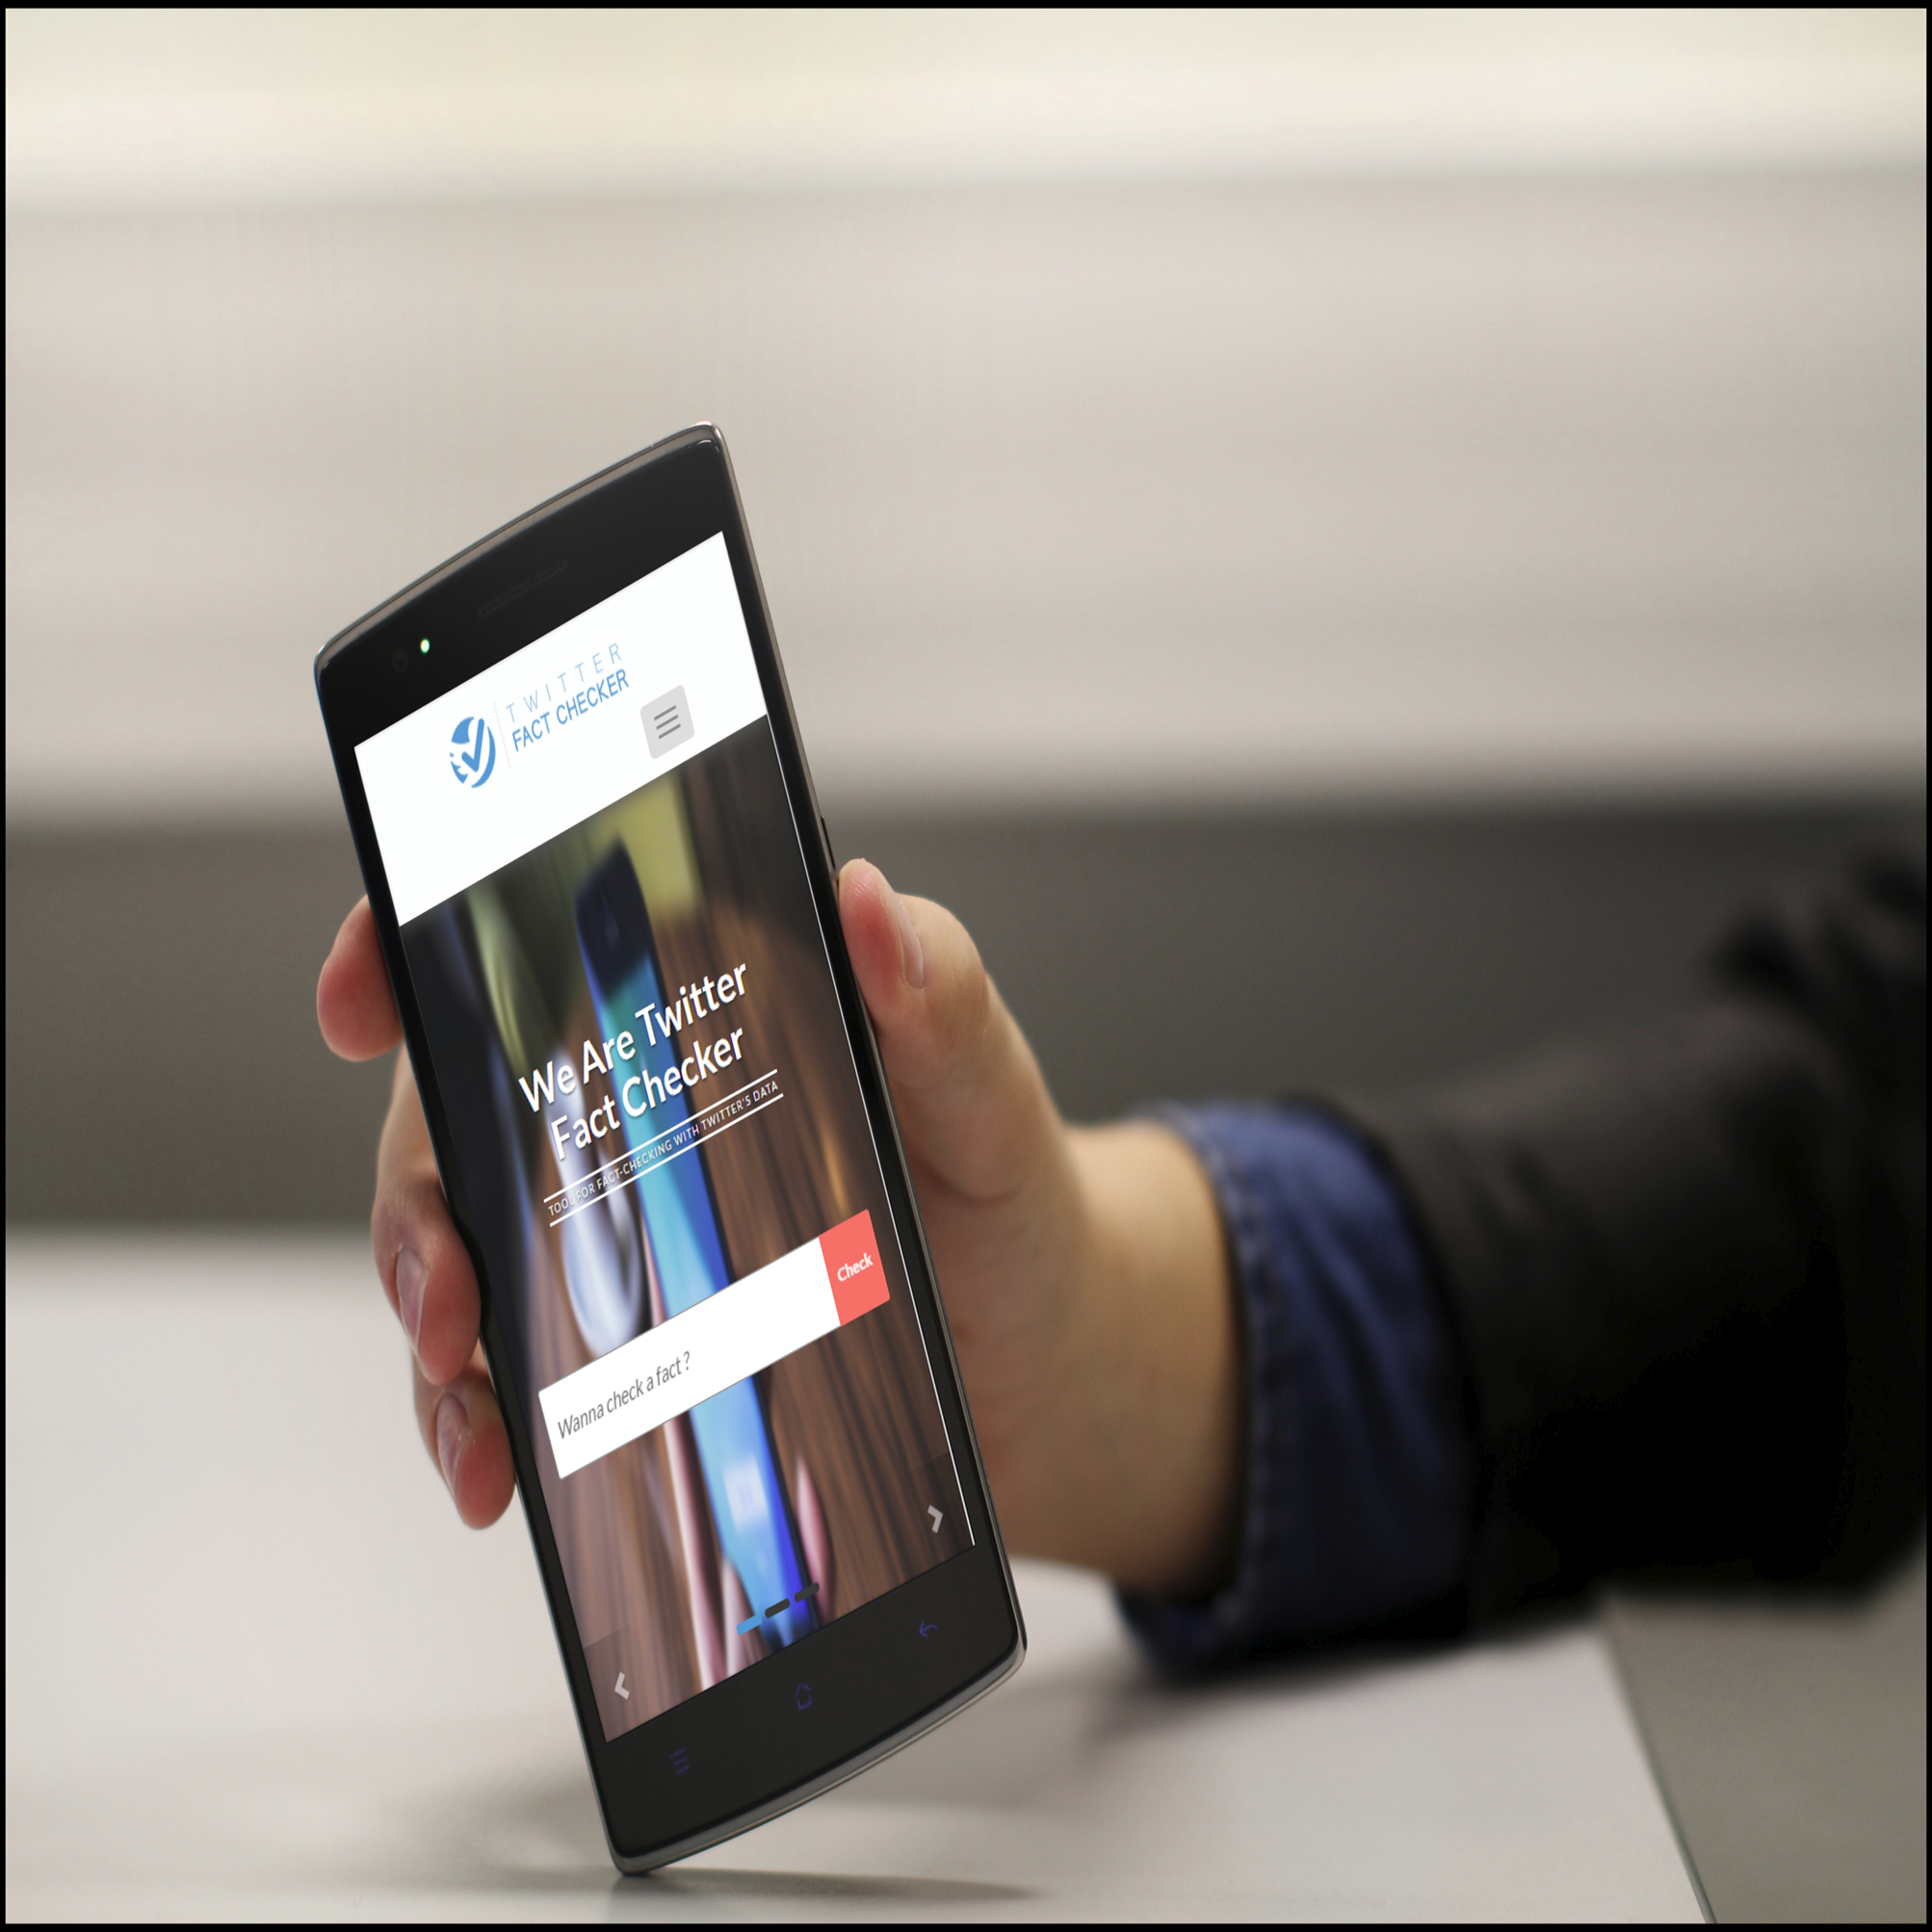 TWITTER
FACT CHECKER
We Are Twitter
Fact Checker
TOOL FOR FACT-CHECKING WITH TWITTER'S DATA
Wanna check a fact ?
Check